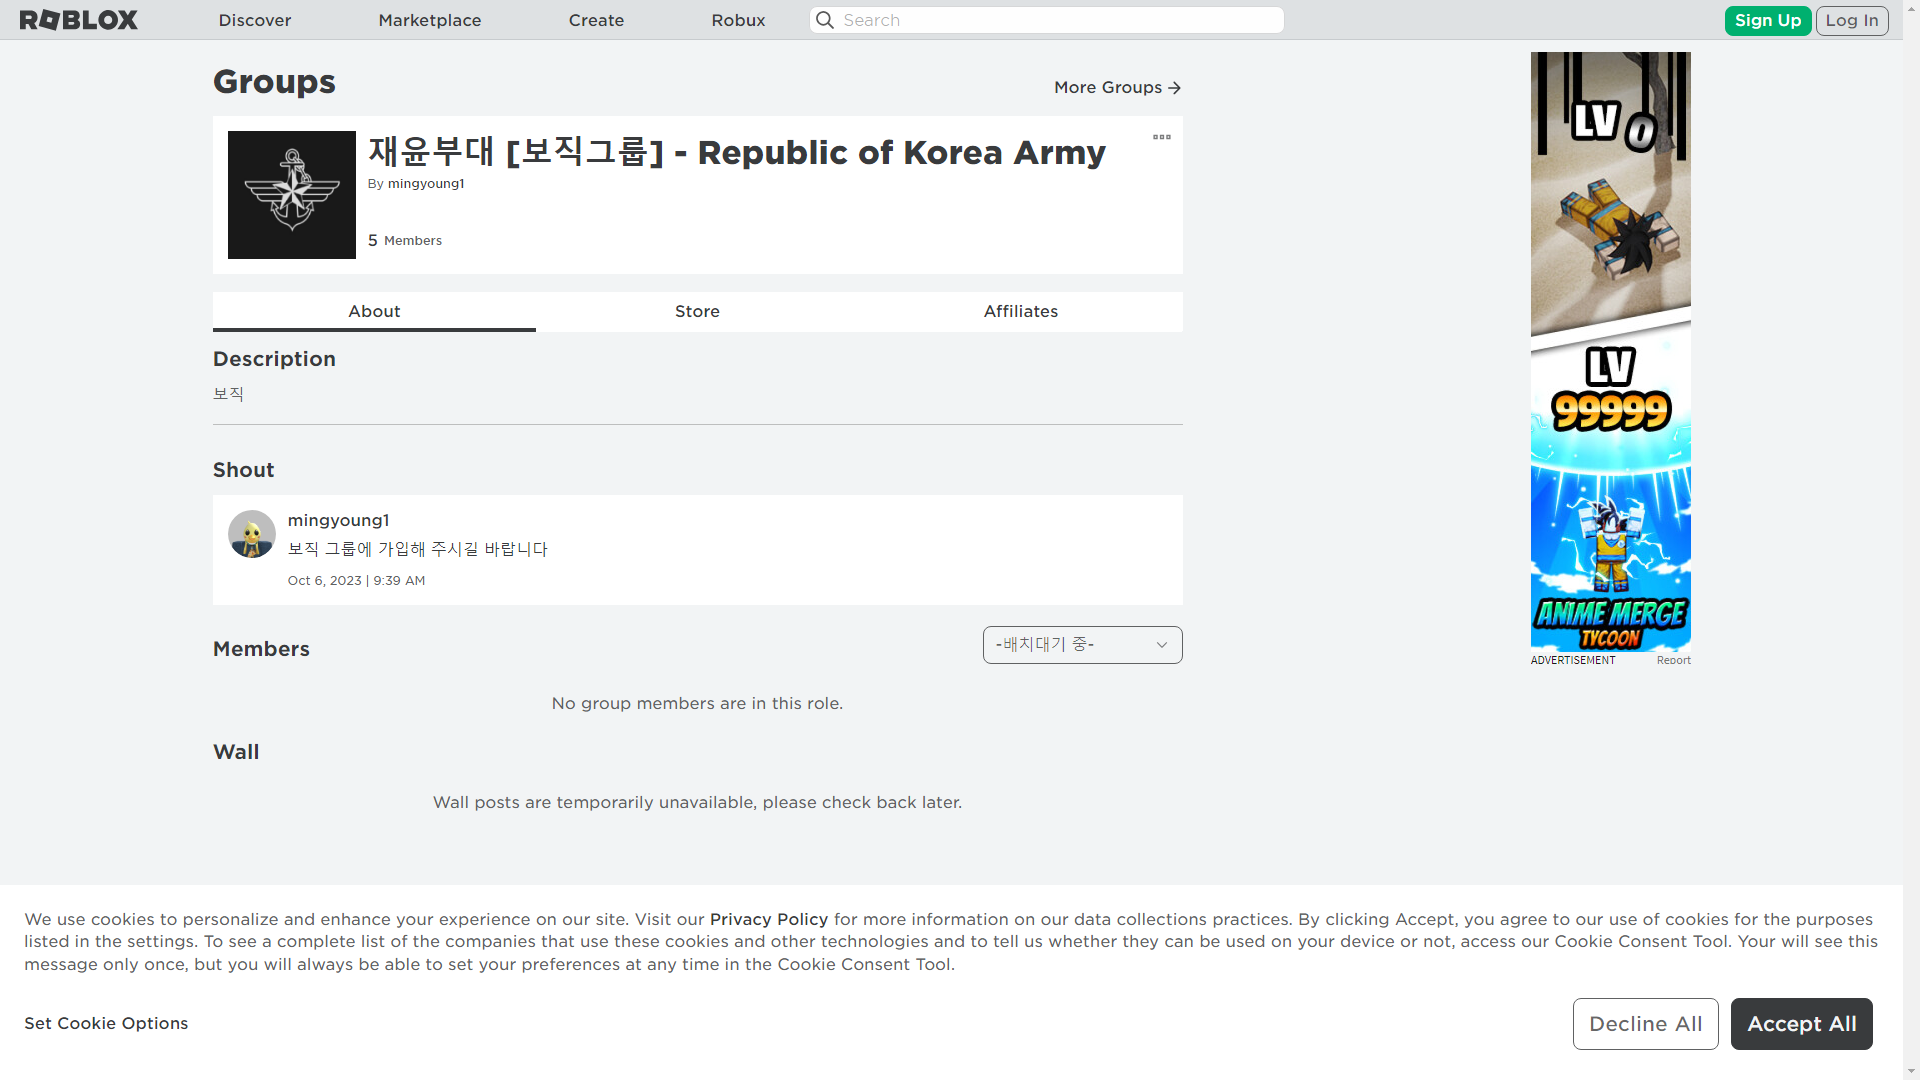 ROBLOX
Discover
Marketplace
Create
Robux
Search
Sign Up
Log In
Groups
More Groups
재윤부대 [보직그룹] - Republic of Korea Army
By mingyoung1
5 Members
About
Store
Affiliates
Description
보직
Shout
mingyoung1
보직 그룹에 가입해 주시길 바랍니다
Oct 6, 2023 | 9:39 AM
Members
-배치대기 중-
No group members are in this role.
Wall
Wall posts are temporarily unavailable, please check back later.
LV 0
LV
99999
ANIME MERGE
TYCOON
ADVERTISEMENT
Report
We use cookies to personalize and enhance your experience on our site. Visit our Privacy Policy for more information on our data collections practices. By clicking Accept, you agree to our use of cookies for the purposes
listed in the settings. To see a complete list of the companies that use these cookies and other technologies and to tell us whether they can be used on your device or not, access our Cookie Consent Tool. Your will see this
message only once, but you will always be able to set your preferences at any time in the Cookie Consent Tool.
Set Cookie Options
Decline All
Accept All